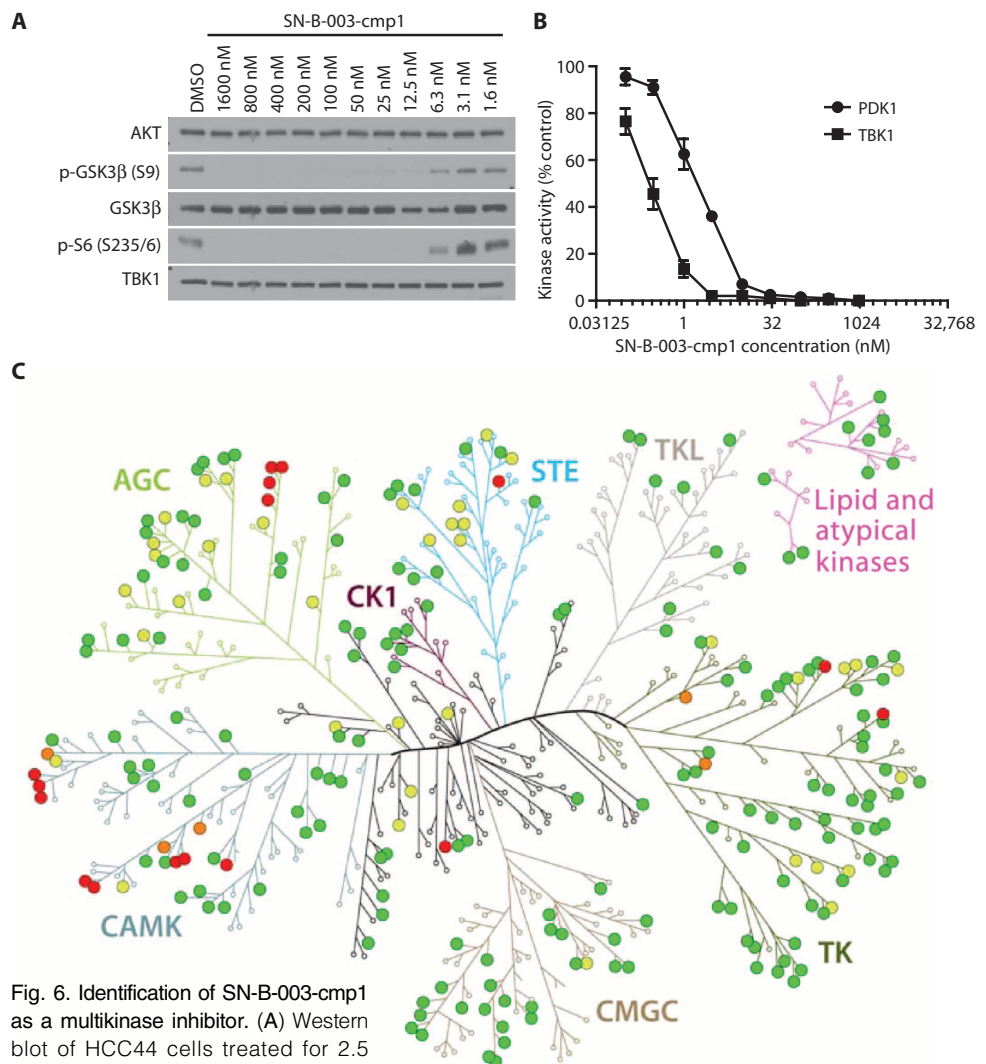 A
SN-B-003-cmp1
DMSO
1600 nM
800 nM
400 nM
200 nM
100 nM
50 nM
25 nM
12.5 nM
6.3 nM
3.1 nM
1.6 nM
AKT
p-GSK3β (S9)
GSK3β
p-S6 (S235/6)
TBK1
B
100
80
60
40
20
0
Kinase activity (% control)
PDK1
TBK1
0.03125
1
32
1024
32,768
SN-B-003-cmp1 concentration (nM)
C
AGC
STE
TKL
Lipid and
atypical
kinases
CK1
CAMK
TK
CMGC
Fig. 6. Identification of SN-B-003-cmp1
as a multikinase inhibitor. (A) Western
blot of HCC44 cells treated for 2.5